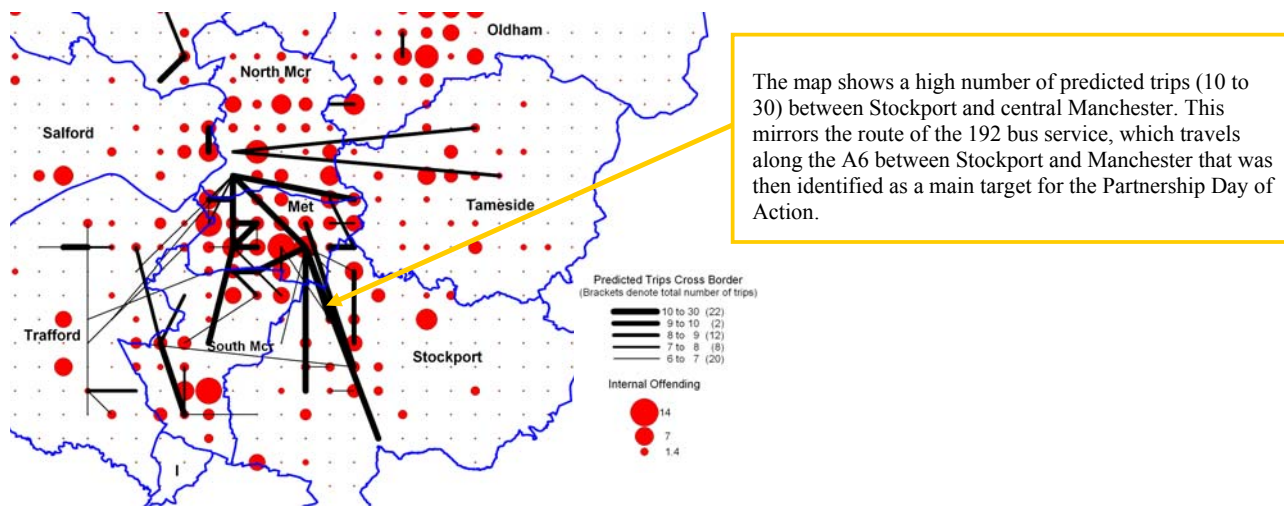 Oldham
North Mcr
Salford
Met
Tameside
Trafford
South Mcr
Stockport
I
The map shows a high number of predicted trips (10 to
30) between Stockport and central Manchester. This
mirrors the route of the 192 bus service, which travels
along the A6 between Stockport and Manchester that was
then identified as a main target for the Partnership Day of
Action.
Predicted Trips Cross Border
(Brackets denote total number of trips)
10 to 30 (22)
9 to 10 (2)
8 to 9 (12)
7 to 8 (8)
6 to 7 (20)
Internal Offending
14
7
1.4